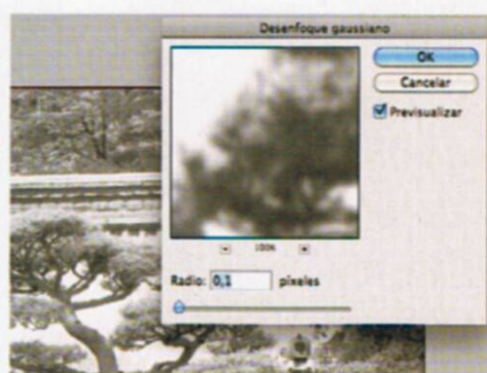 Desenfoque gaussiano
OK
Cancelar
Previsualizar
100%
Radio: 0,1 píxeles